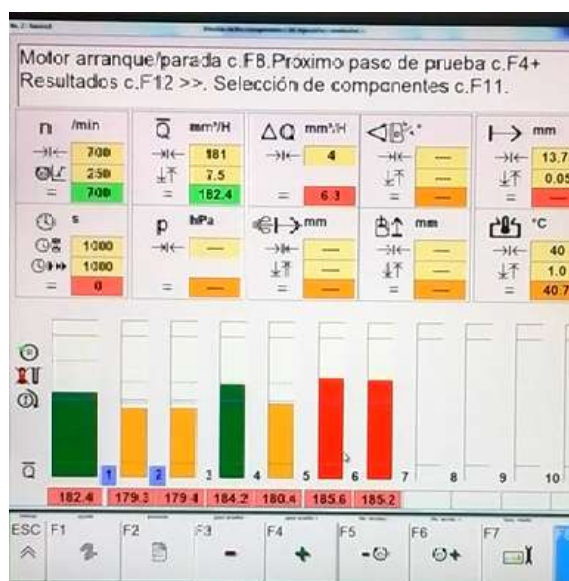 Motor arranque/parada c.F8.Próximo paso de prueba c.F4+
Resultados c.F12 >>. Selección de componentes c.F11.
n /min
700
250
= 700
Q mm³/H
181
7.5
= 182.4
ΔQ mm³/H
4
= 6.3
mm
13.7
0.05
s
1000
1000
= 0
p hPa
mm
mm
°C
40
1.0
= 40.7
Q 1 2 3 4 5 6 7 8 9 10
182.4 179.3 179.4 184.2 180.4 185.6 185.2
ESC F1 F2 F3 F4 F5 F6 F7